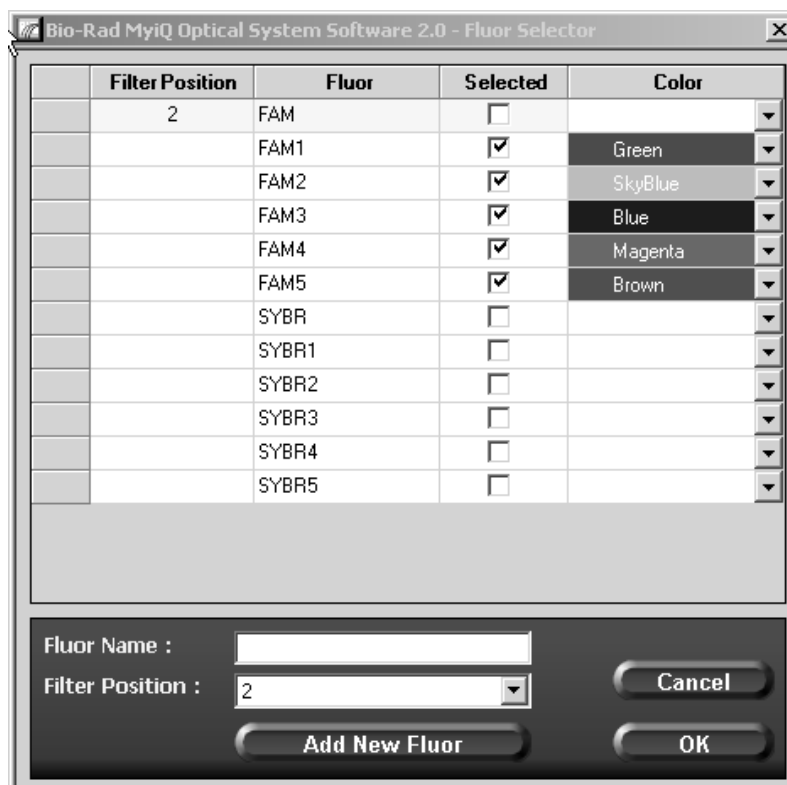 Bio-Rad MyiQ Optical System Software 2.0 - Fluor Selector
Filter Position Fluor Selected Color
2 FAM
FAM1 Green
FAM2 SkyBlue
FAM3 Blue
FAM4 Magenta
FAM5 Brown
SYBR
SYBR1
SYBR2
SYBR3
SYBR4
SYBR5
Fluor Name :
Filter Position : 2
Cancel
Add New Fluor OK